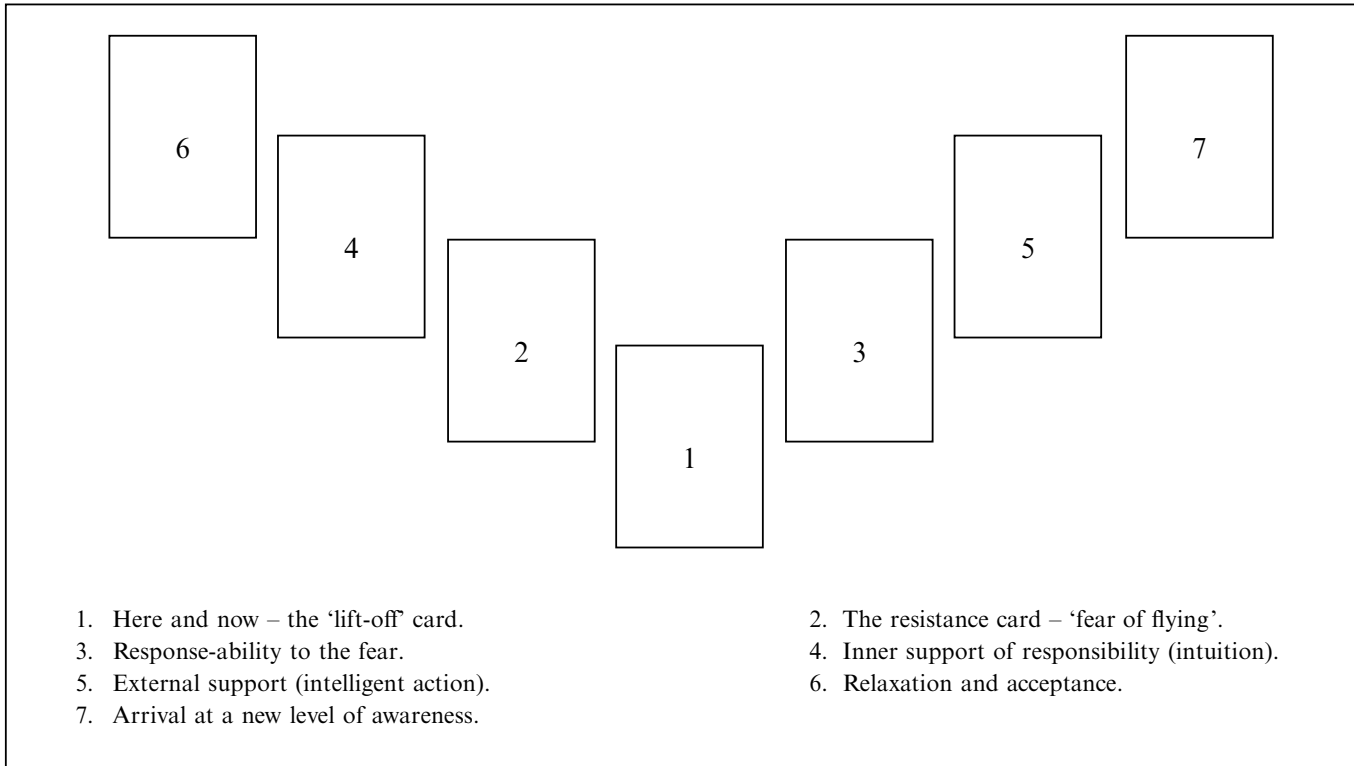 6
7
4
5
2
3
1
1. Here and now – the ‘lift-off’ card.
2. The resistance card – ‘fear of flying’.
3. Response-ability to the fear.
4. Inner support of responsibility (intuition).
5. External support (intelligent action).
6. Relaxation and acceptance.
7. Arrival at a new level of awareness.